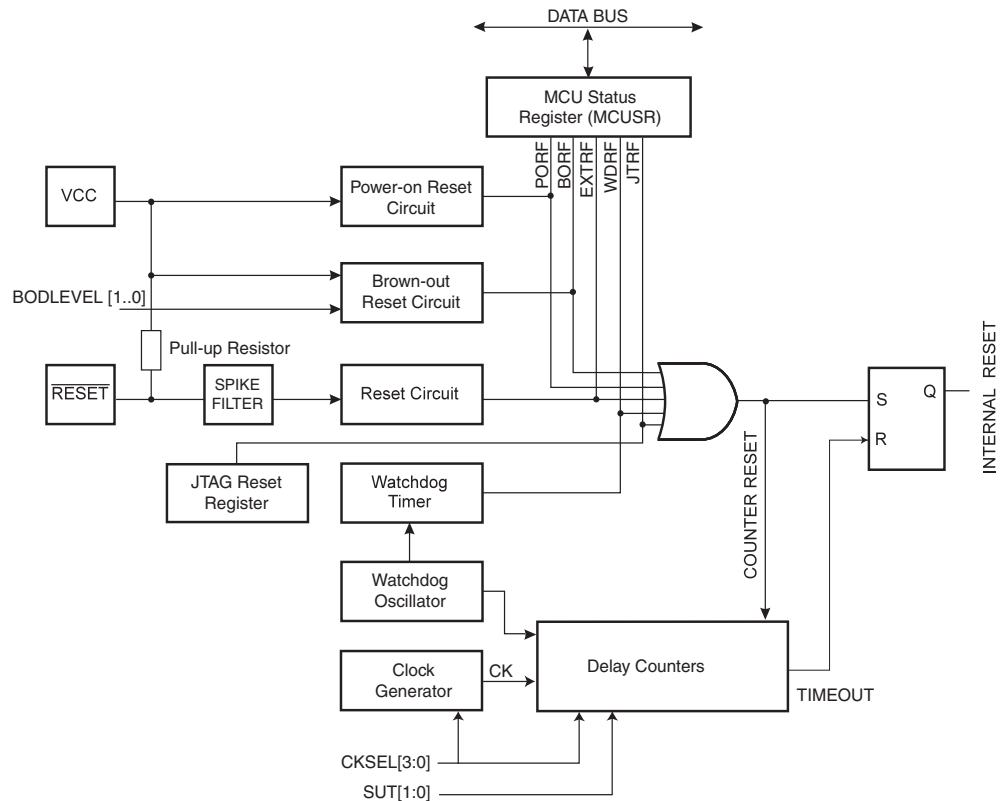 DATA BUS
MCU Status
Register (MCUSR)
PORF
BORF
EXTRF
WDRF
JTRF
VCC
Power-on Reset
Circuit
Brown-out
Reset Circuit
BODLEVEL [1..0]
Pull-up Resistor
RESET
SPIKE
FILTER
Reset Circuit
JTAG Reset
Register
Watchdog
Timer
Watchdog
Oscillator
Clock
Generator
CK
Delay Counters
CKSEL[3:0]
SUT[1:0]
COUNTER RESET
TIMEOUT
S
R
Q
INTERNAL RESET